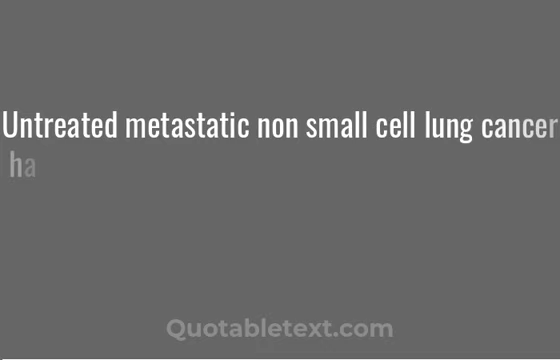 Untreated metastatic non small cell lung cancer
ha
Quotabletext.com